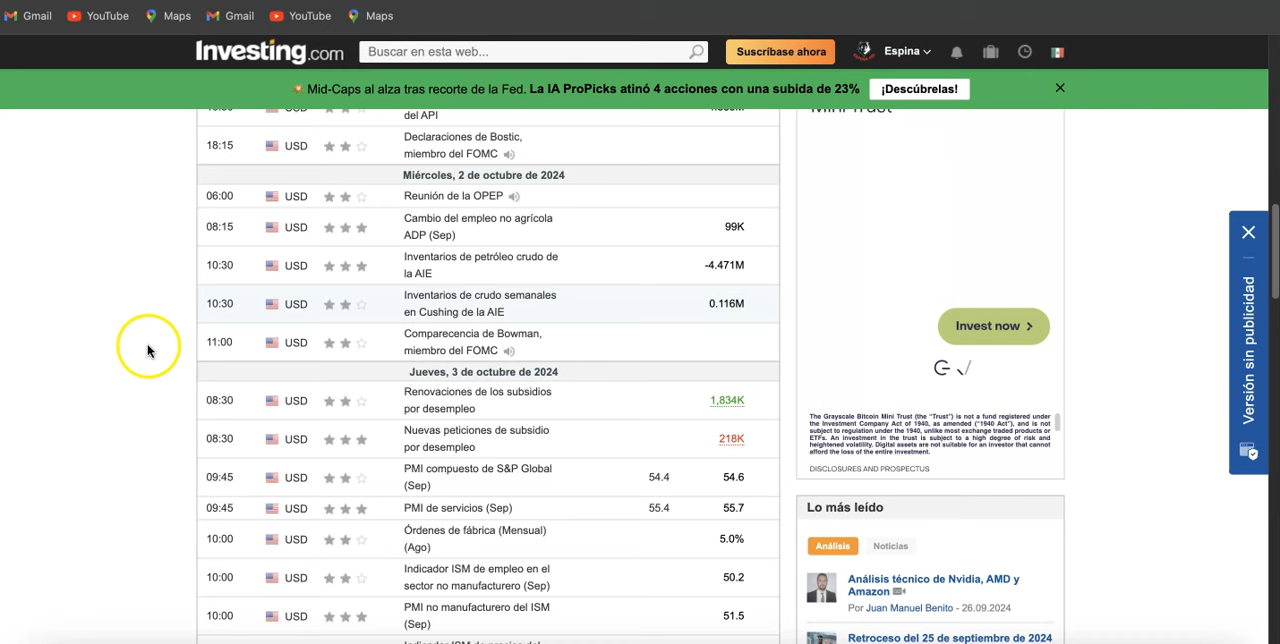 Gmail YouTube Maps Gmail YouTube Maps
Investing.com Buscar en esta web... Suscríbase ahora Espina
Mid-Caps al alza tras recorte de la Fed. La IA ProPicks atinó 4 acciones con una subida de 23% ¡Descúbrelas!
del API
18:15 USD Declaraciones de Bostic,
miembro del FOMC
Miércoles, 2 de octubre de 2024
06:00 USD Reunión de la OPEP
08:15 USD Cambio del empleo no agrícola
ADP (Sep) 99K
10:30 USD Inventarios de petróleo crudo de
la AIE -4.471M
10:30 USD Inventarios de crudo semanales
en Cushing de la AIE 0.116M
11:00 USD Comparecencia de Bowman,
miembro del FOMC
Jueves, 3 de octubre de 2024
08:30 USD Renovaciones de los subsidios
por desempleo 1,834K
08:30 USD Nuevas peticiones de subsidio
por desempleo 218K
09:45 USD PMI compuesto de S&P Global
(Sep) 54.4 54.6
09:45 USD PMI de servicios (Sep) 55.4 55.7
10:00 USD Órdenes de fábrica (Mensual)
(Ago) 5.0%
10:00 USD Indicador ISM de empleo en el
sector no manufacturero (Sep) 50.2
10:00 USD PMI no manufacturero del ISM
(Sep) 51.5
Mini Trust
Invest now >
The Grayscale Bitcoin Mini Trust (the "Trust") is not a fund registered under
the Investment Company Act of 1940, as amended ("1940 Act"), and is not
subject to regulation under the 1940, unlike most exchange traded products or
ETFs. An investment in the trust is subject to a high degree of risk and
heightened volatility. Digital assets are not suitable for an investor that cannot
afford the loss of the entire investment.
DISCLOSURES AND PROSPECTUS
Lo más leído
Análisis Noticias
Análisis técnico de Nvidia, AMD y
Amazon
Por Juan Manuel Benito - 26.09.2024
Retroceso del 25 de septiembre de 2024
Versión sin publicidad